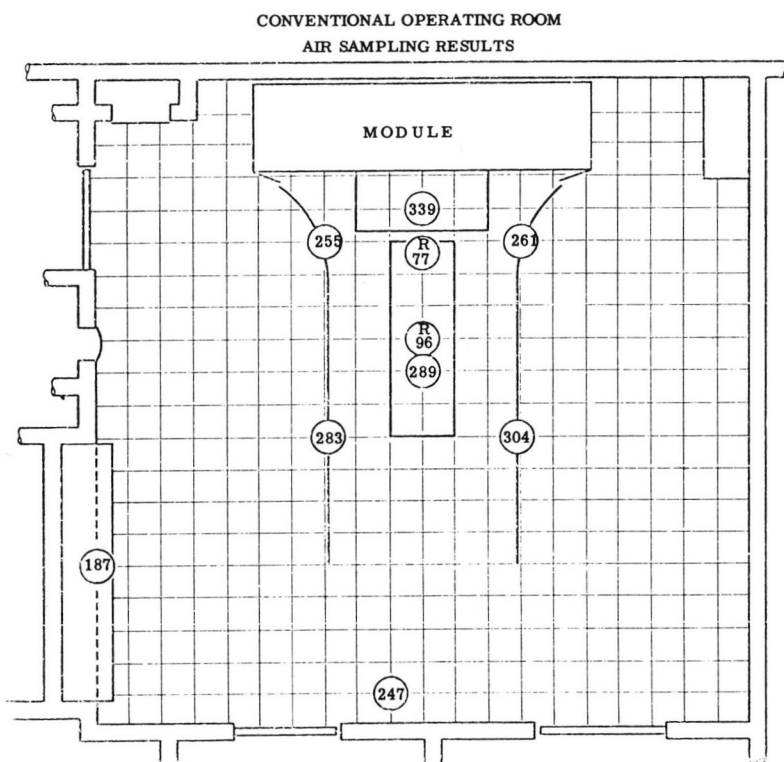 CONVENTIONAL OPERATING ROOM
AIR SAMPLING RESULTS
MODULE
339
255
261
R
77
R
96
289
283
304
187
247